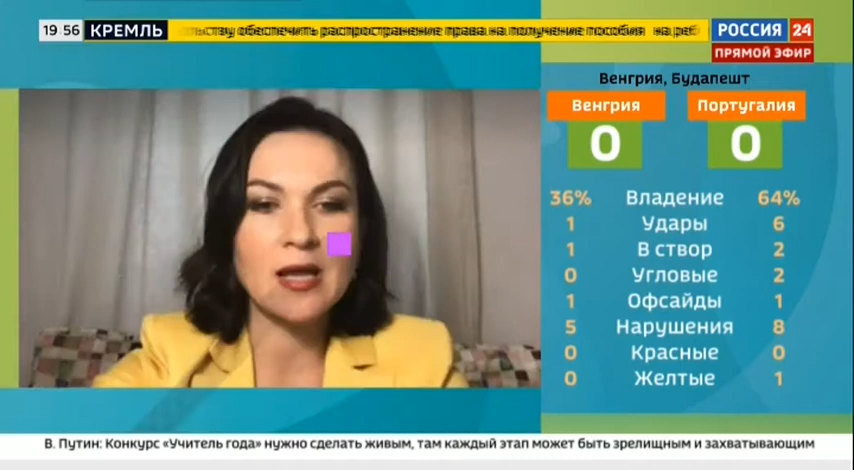 19:56 КРЕМЛЬ обеспечить распространение права на получение пособия на реб РОССИЯ 24
ПРЯМОЙ ЭФИР
Венгрия, Будапешт
Венгрия Португалия
0 0
36% Владение 64%
1 Удары 6
1 В створ 2
0 Угловые 2
1 Офсайды 1
5 Нарушения 8
0 Красные 0
0 Желтые 1
В. Путин: Конкурс «Учитель года» нужно сделать живым, там каждый этап может быть зрелищным и захватывающим